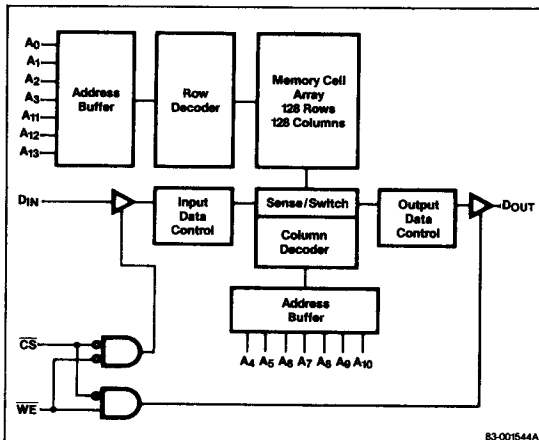 A0
A1
A2
A3
A11
A12
A13
Address
Buffer
Row
Decoder
Memory Cell
Array
128 Rows
128 Columns
DIN
Input
Data
Control
Sense/Switch
Column
Decoder
Output
Data
Control
DOUT
Address
Buffer
A4 A5 A6 A7 A8 A9 A10
C̅S̅
W̅E̅
83-001544A